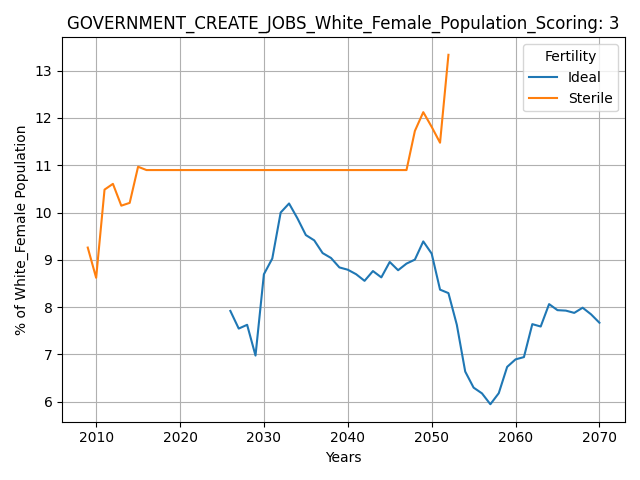 GOVERNMENT_CREATE_JOBS_White_Female_Population_Scoring: 3
Fertility
Ideal
Sterile
% of White_Female Population
13
12
11
10
9
8
7
6
2010 2020 2030 2040 2050 2060 2070
Years